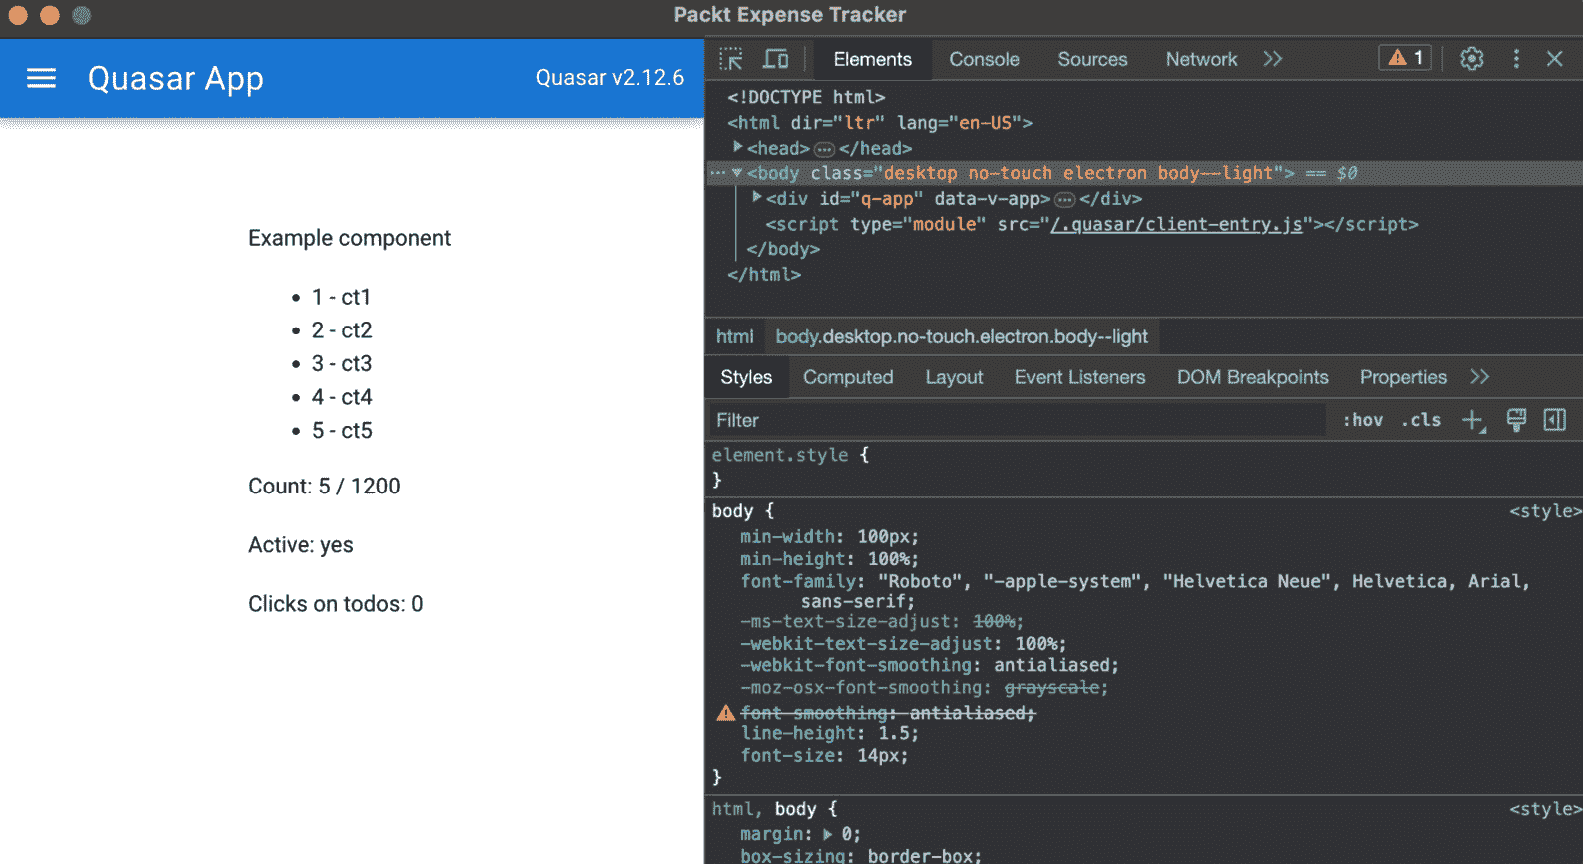 Packt Expense Tracker
Quasar App
Quasar v2.12.6
Example component
1 - ct1
2 - ct2
3 - ct3
4 - ct4
5 - ct5
Count: 5 / 1200
Active: yes
Clicks on todos: 0
Elements Console Sources Network 1
<!DOCTYPE html>
<html dir="ltr" lang="en-US">
<head> … </head>
<body class="desktop no-touch electron body--light"> == $0
<div id="q-app" data-v-app> … </div>
<script type="module" src="/.quasar/client-entry.js"></script>
</body>
</html>
html body.desktop.no-touch.electron.body--light
Styles Computed Layout Event Listeners DOM Breakpoints Properties
Filter :hov .cls
element.style {
}
body { <style>
min-width: 100px;
min-height: 100%;
font-family: "Roboto", "-apple-system", "Helvetica Neue", Helvetica, Arial,
sans-serif;
-ms-text-size-adjust: 100%;
-webkit-text-size-adjust: 100%;
-webkit-font-smoothing: antialiased;
-moz-osx-font-smoothing: grayscale;
font-smoothing: antialiased;
line-height: 1.5;
font-size: 14px;
}
html, body { <style>
margin: 0;
box-sizing: border-box;